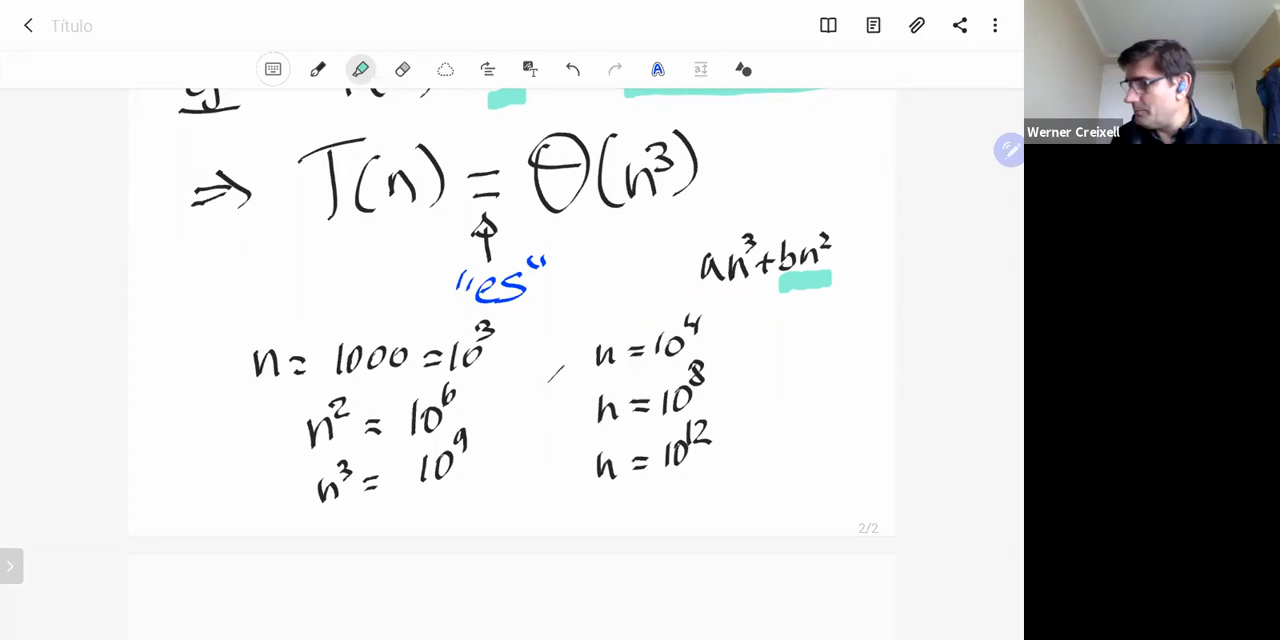 Título
Werner Creixell
⇒ T(n) = Θ(n³)
↑
"es"
an³+bn²
n = 1000 = 10³
n² = 10⁶
n³ = 10⁹
n = 10⁴
n = 10⁸
n = 10¹²
2/2